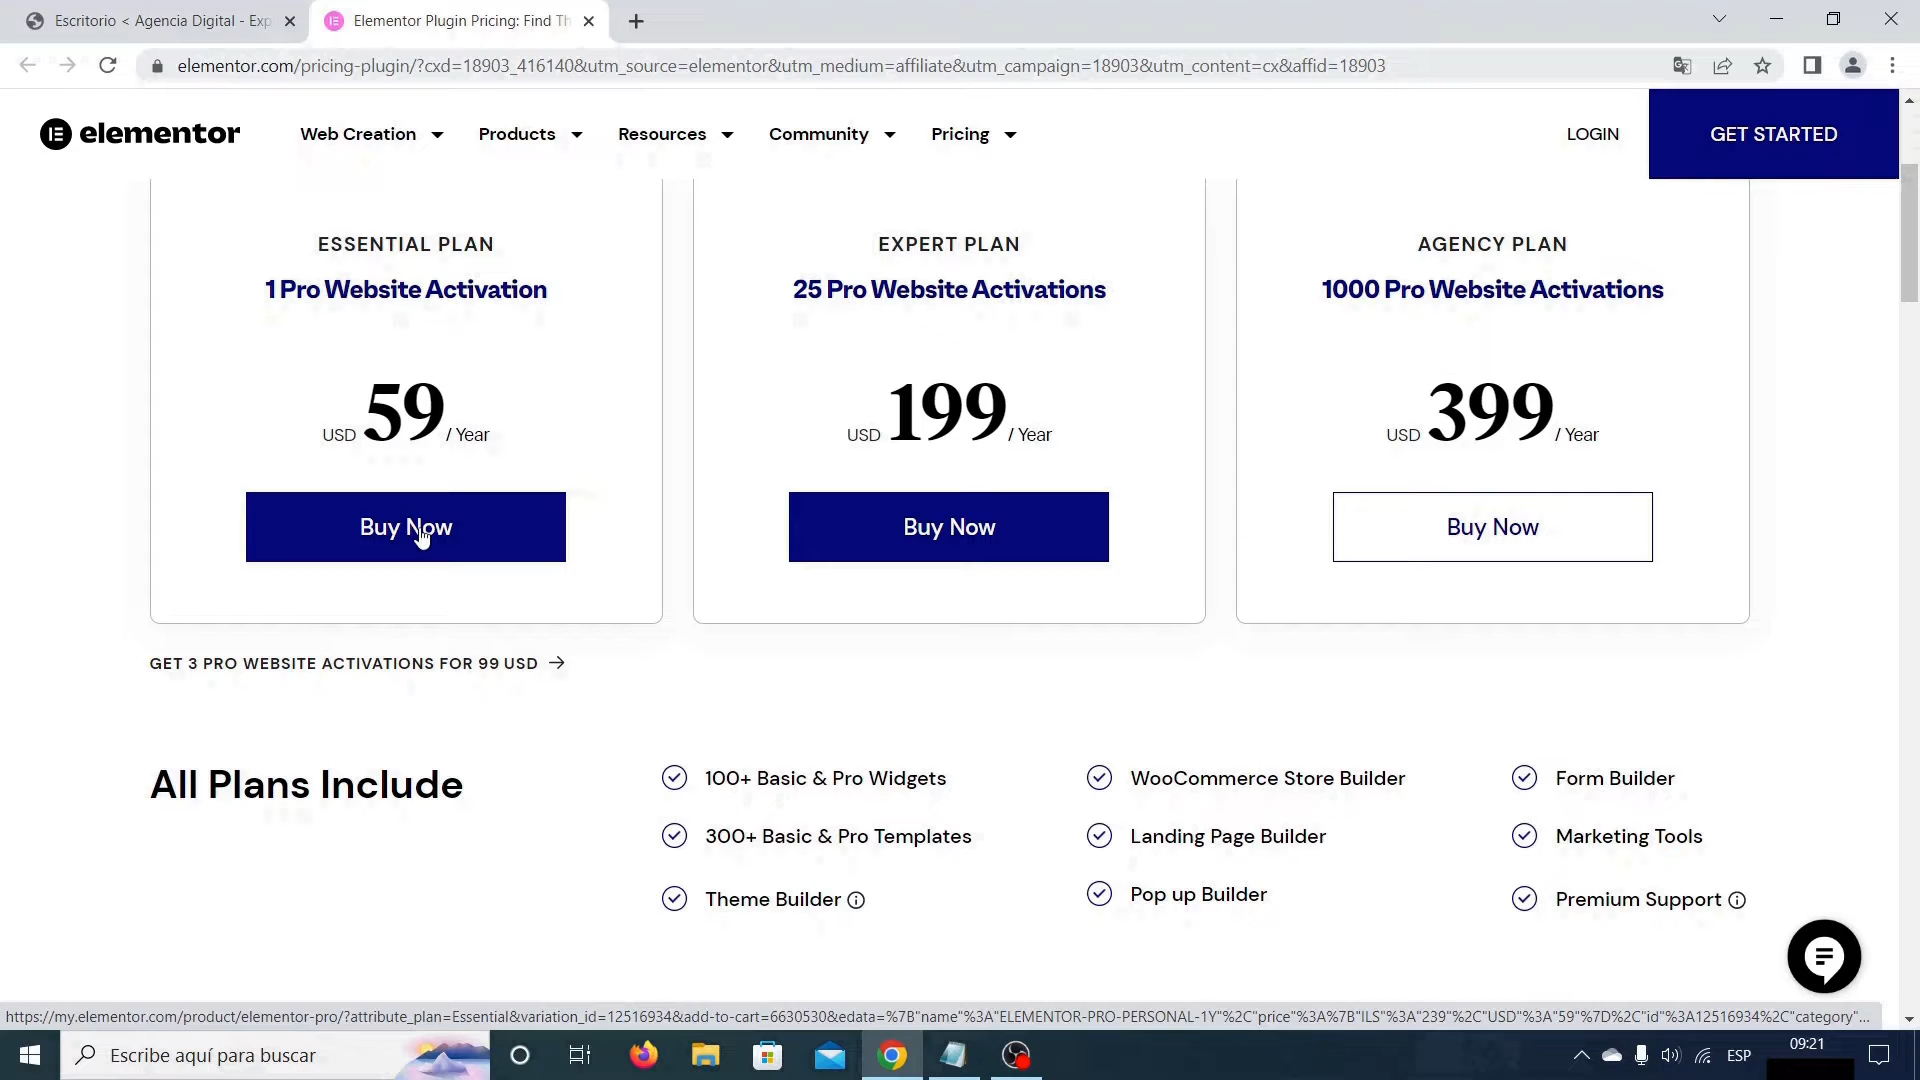 Escritorio < Agencia Digital - Exp
Elementor Plugin Pricing: Find Th
elementor.com/pricing-plugin/?cxd=18903_416140&utm_source=elementor&utm_medium=affiliate&utm_campaign=18903&utm_content=cx&affid=18903
elementor
Web Creation
Products
Resources
Community
Pricing
LOGIN
GET STARTED
ESSENTIAL PLAN
1 Pro Website Activation
USD 59 / Year
Buy Now
EXPERT PLAN
25 Pro Website Activations
USD 199 / Year
Buy Now
AGENCY PLAN
1000 Pro Website Activations
USD 399 / Year
Buy Now
GET 3 PRO WEBSITE ACTIVATIONS FOR 99 USD →
All Plans Include
100+ Basic & Pro Widgets
300+ Basic & Pro Templates
Theme Builder
WooCommerce Store Builder
Landing Page Builder
Pop up Builder
Form Builder
Marketing Tools
Premium Support
https://my.elementor.com/product/elementor-pro/?attribute_plan=Essential&variation_id=12516934&add-to-cart=6630530&edata=%7B"name"%3A"ELEMENTOR-PRO-PERSONAL-1Y"%2C"price"%3A%7B"ILS"%3A"239"%2C"USD"%3A"59"%7D%2C"id"%3A12516934%2C"category"...
Escribe aquí para buscar
ESP
09:21